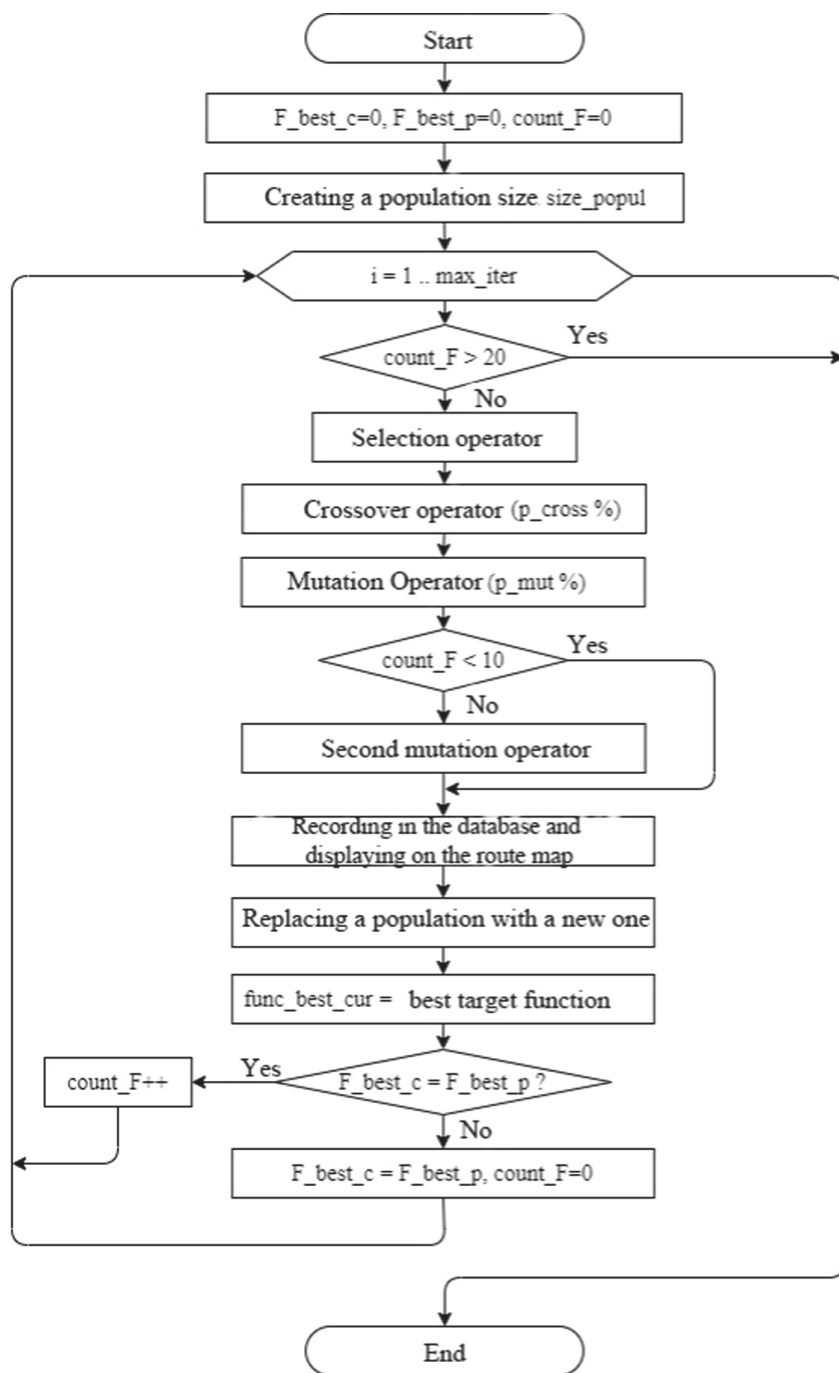 Start
F_best_c=0, F_best_p=0, count_F=0
Creating a population size size_popul
i = 1 .. max_iter
count_F > 20
Yes
No
Selection operator
Crossover operator (p_cross %)
Mutation Operator (p_mut %)
count_F < 10
Yes
No
Second mutation operator
Recording in the database and
displaying on the route map
Replacing a population with a new one
func_best_cur = best target function
F_best_c = F_best_p ?
Yes
count_F++
No
F_best_c = F_best_p, count_F=0
End